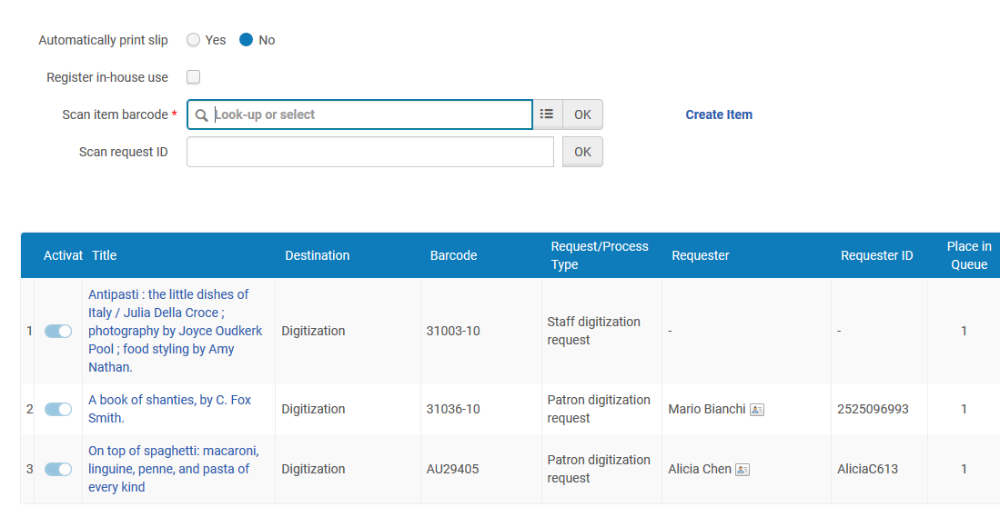 Automatically print slip Yes No
Register in-house use
Scan item barcode * Look-up or select OK Create Item
Scan request ID OK
Activat Title Destination Barcode Request/Process Type Requester Requester ID Place in Queue
1 Antipasti : the little dishes of Italy / Julia Della Croce ; photography by Joyce Oudkerk Pool ; food styling by Amy Nathan. Digitization 31003-10 Staff digitization request - - 1
2 A book of shanties, by C. Fox Smith. Digitization 31036-10 Patron digitization request Mario Bianchi 2525096993 1
3 On top of spaghetti: macaroni, linguine, penne, and pasta of every kind Digitization AU29405 Patron digitization request Alicia Chen AliciaC613 1